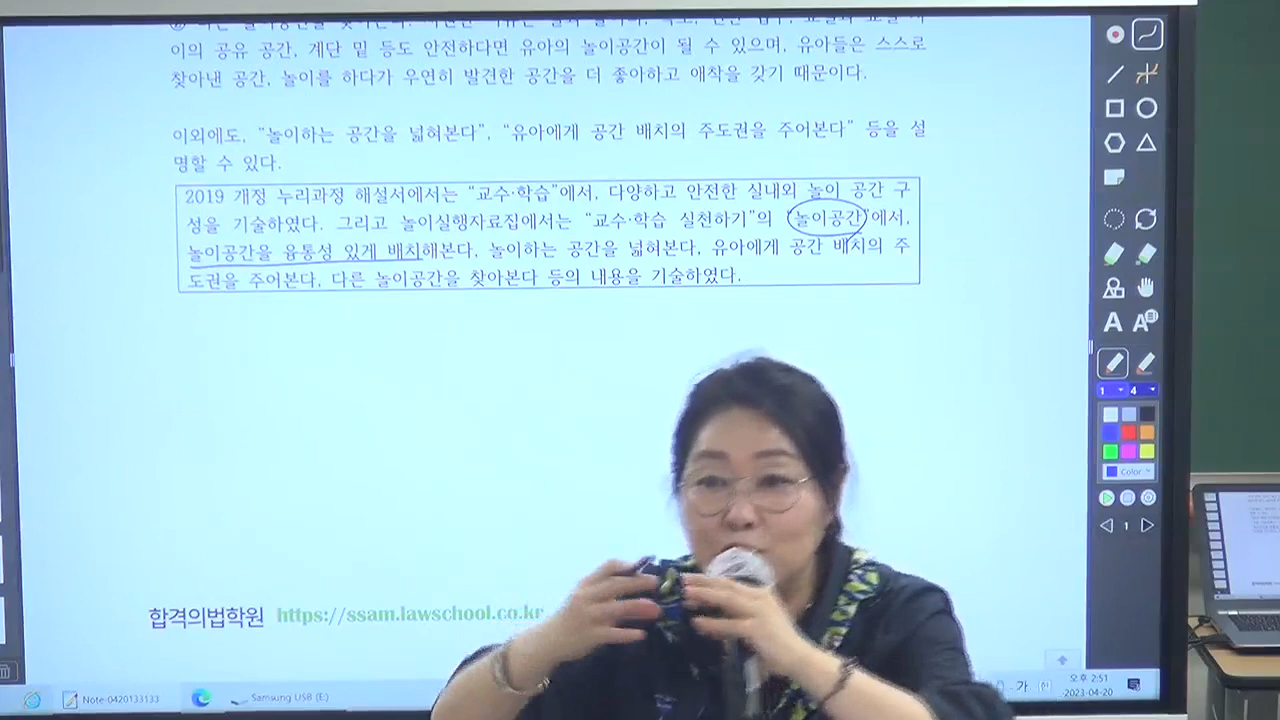 이의 공유 공간, 계단 밑 등도 안전하다면 유아의 놀이공간이 될 수 있으며, 유아들은 스스로
찾아낸 공간, 놀이를 하다가 우연히 발견한 공간을 더 좋아하고 애착을 갖기 때문이다.
이외에도, “놀이하는 공간을 넓혀본다”, “유아에게 공간 배치의 주도권을 주어본다” 등을 설
명할 수 있다.
2019 개정 누리과정 해설서에서는 “교수·학습”에서, 다양하고 안전한 실내외 놀이 공간 구
성을 기술하였다. 그리고 놀이실행자료집에서는 “교수·학습 실천하기”의 “놀이공간”에서,
놀이공간을 융통성 있게 배치해본다, 놀이하는 공간을 넓혀본다, 유아에게 공간 배치의 주
도권을 주어본다, 다른 놀이공간을 찾아본다 등의 내용을 기술하였다.
합격의법학원 https://ssam.lawschool.co.kr
A A
1 4
Color
1
Note-0420133133
Samsung USB (E:)
가
오후 2:51
2023-04-20